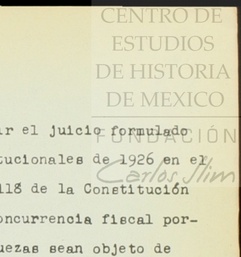 CENTRO DE
ESTUDIOS
DE HISTORIA
DE MEXICO
FUNDACIÓN
Carlos Slim
ir el juicio formulado
tucionales de 1926 en el
118 de la Constitución
oncurrencia fiscal por-
uezas sean objeto de